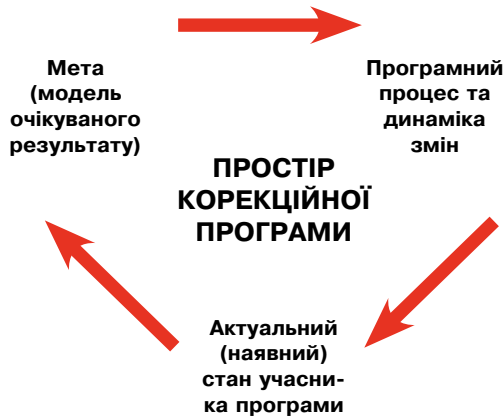 Мета
(модель
очікуваного
результату)
Програмний
процес та
динаміка
змін
ПРОСТІР
КОРЕКЦІЙНОЇ
ПРОГРАМИ
Актуальний
(наявний)
стан учасни-
ка програми